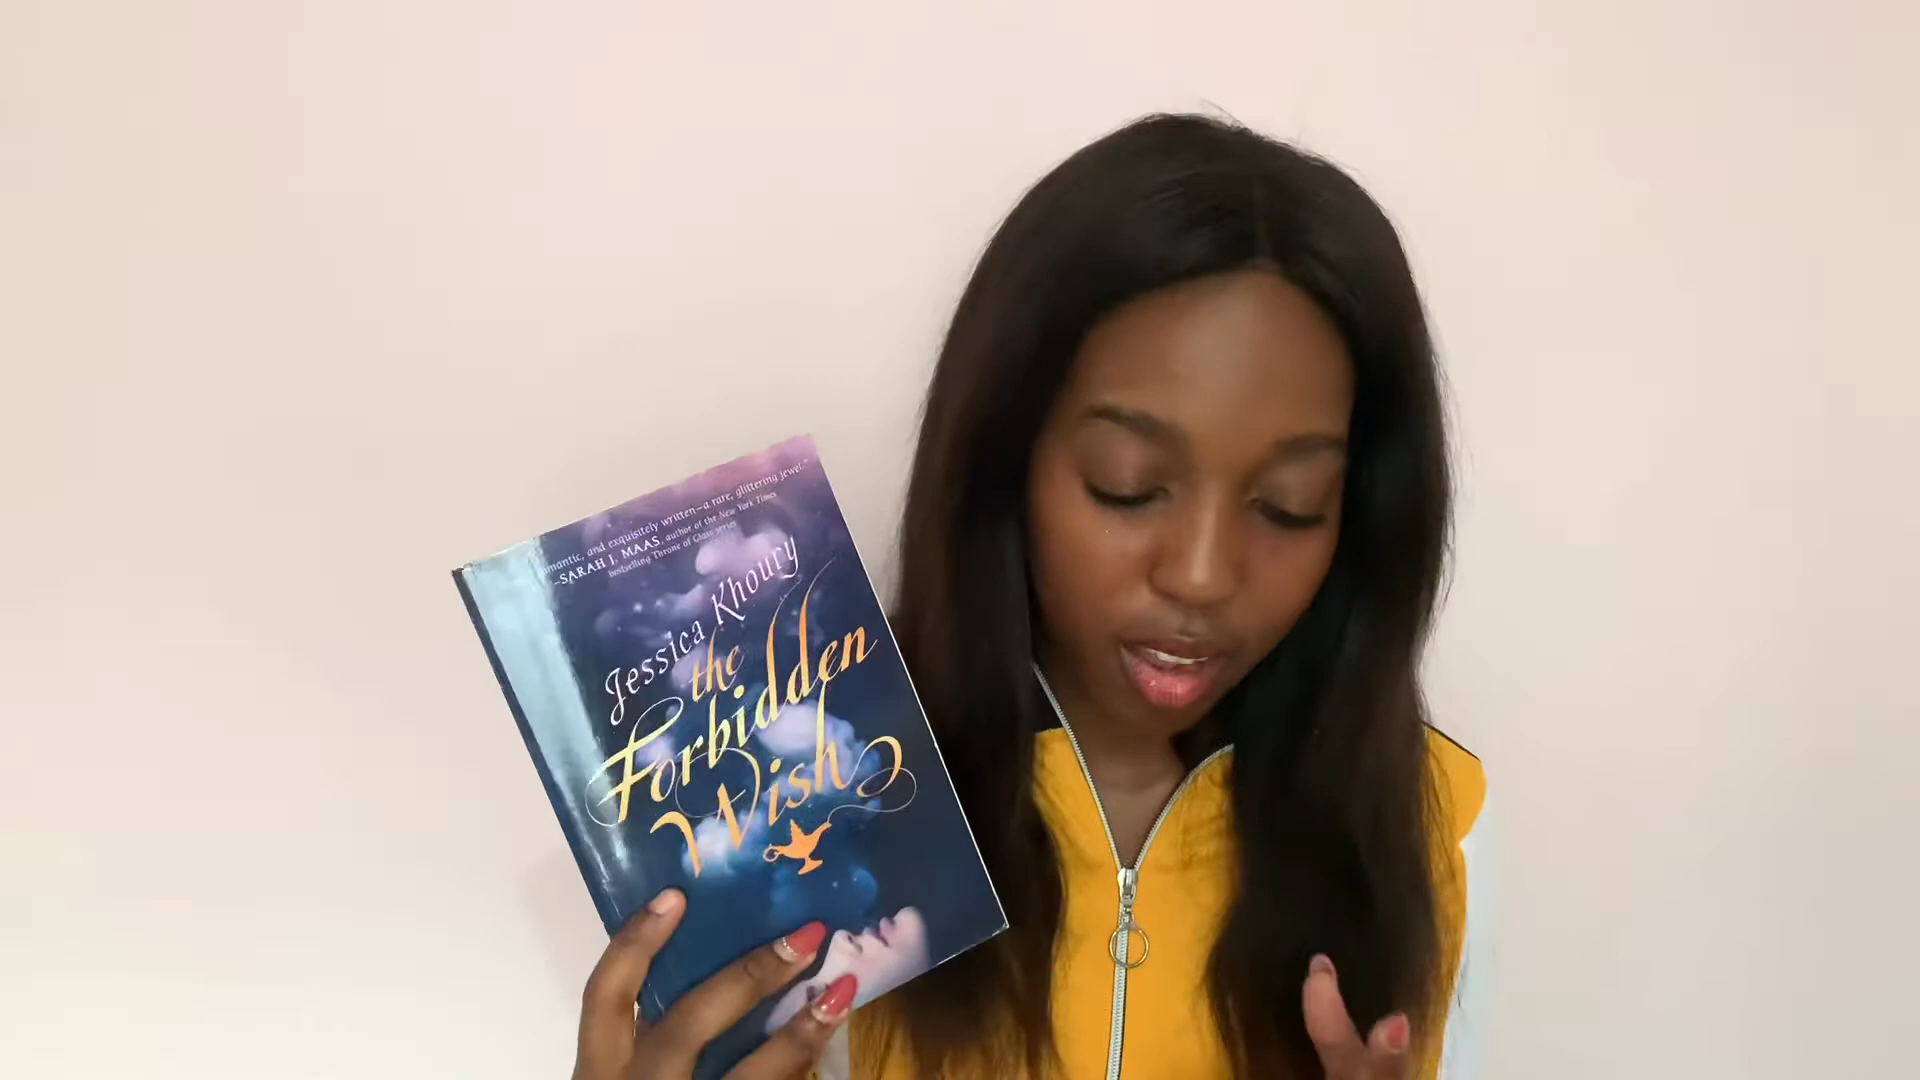 omantic, and exquisitely written—a rare, glittering jewel."
—SARAH J. MAAS, author of the New York Times
bestselling Throne of Glass series
Jessica Khoury
the
Forbidden
Wish